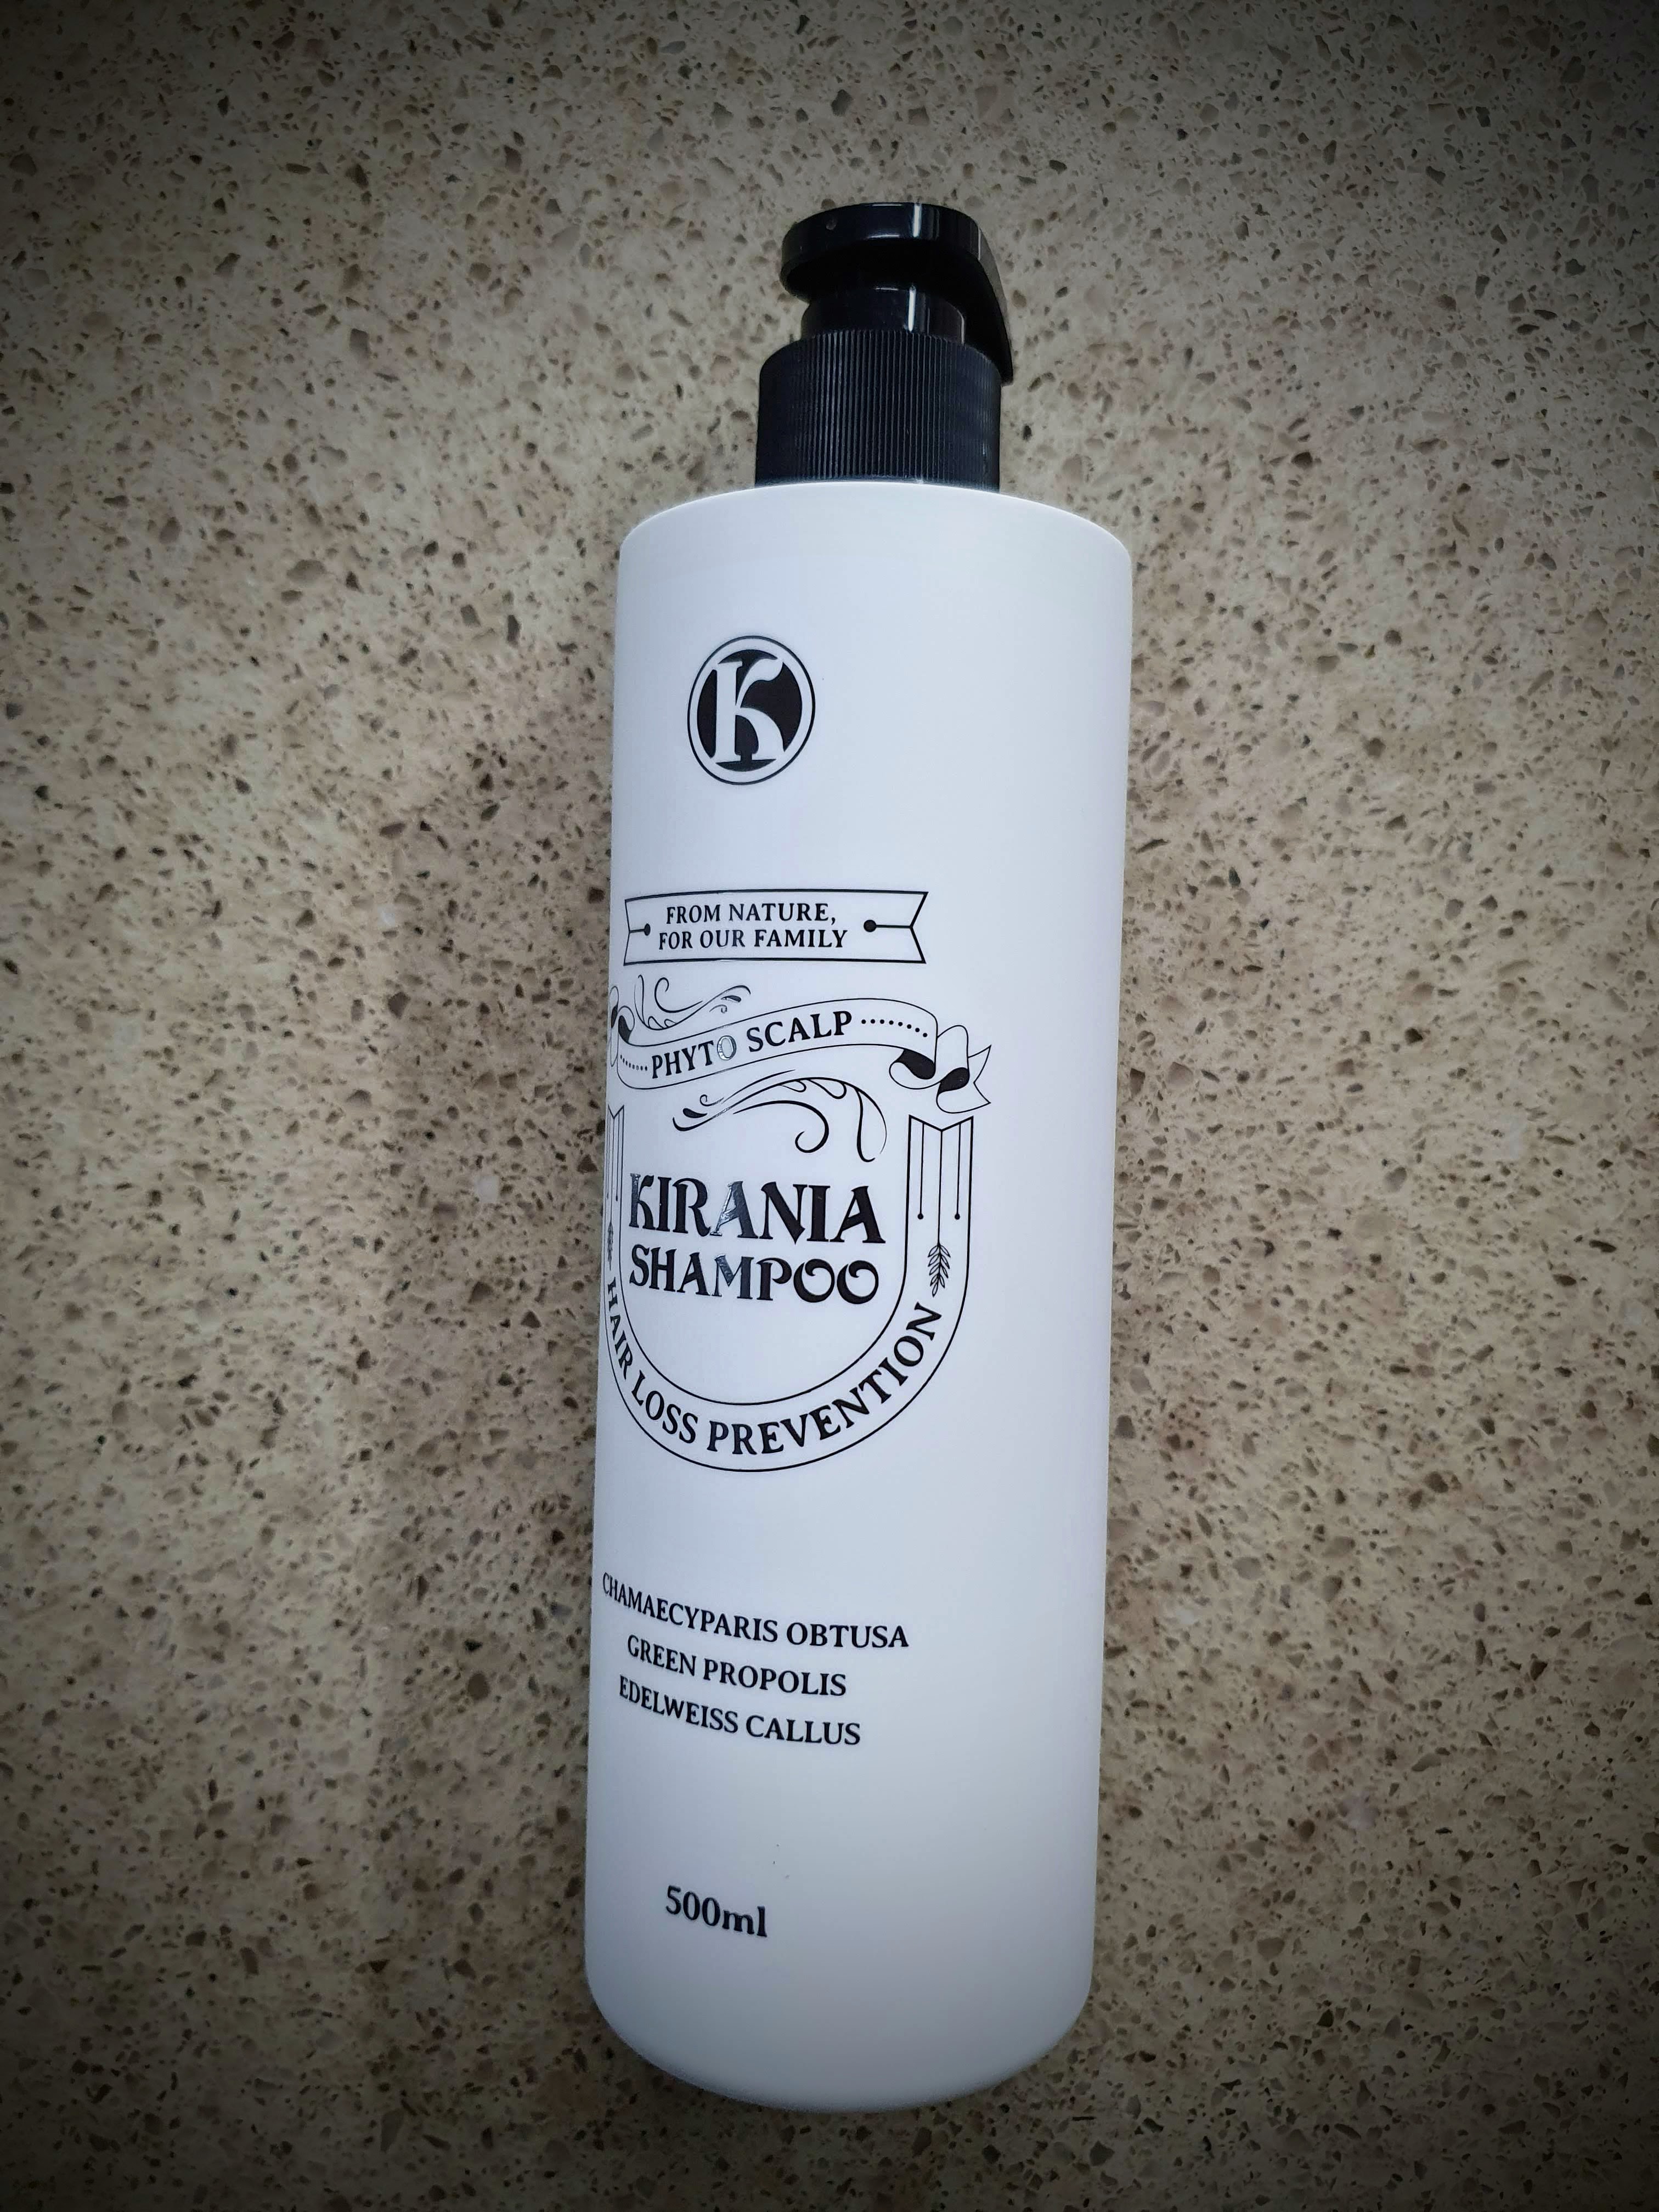 K
FROM NATURE,
FOR OUR FAMILY
PHYTO SCALP
KIRANIA
SHAMPOO
HAIR LOSS PREVENTION
CHAMAECYPARIS OBTUSA
GREEN PROPOLIS
EDELWEISS CALLUS
500ml